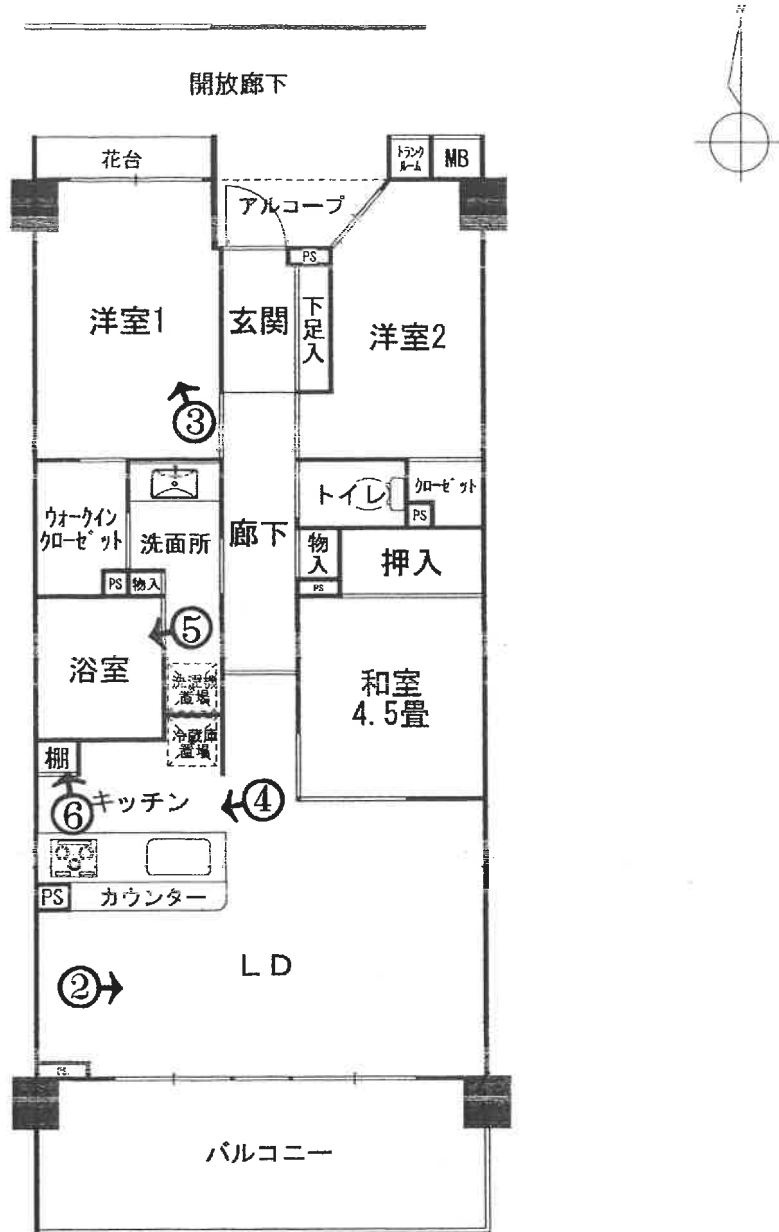 N
開放廊下
花台
トランク
ルーム
MB
アルコープ
PS
洋室1
玄関
下足入
洋室2
③
ウォークイン
クローゼット
洗面所
廊下
トイレ
クローゼット
PS
物入
押入
PS
物入
PS
⑤
浴室
洗濯機
置場
和室
4.5畳
冷蔵庫
置場
棚
⑥
キッチン
④
PS
カウンター
②
LD
バルコニー